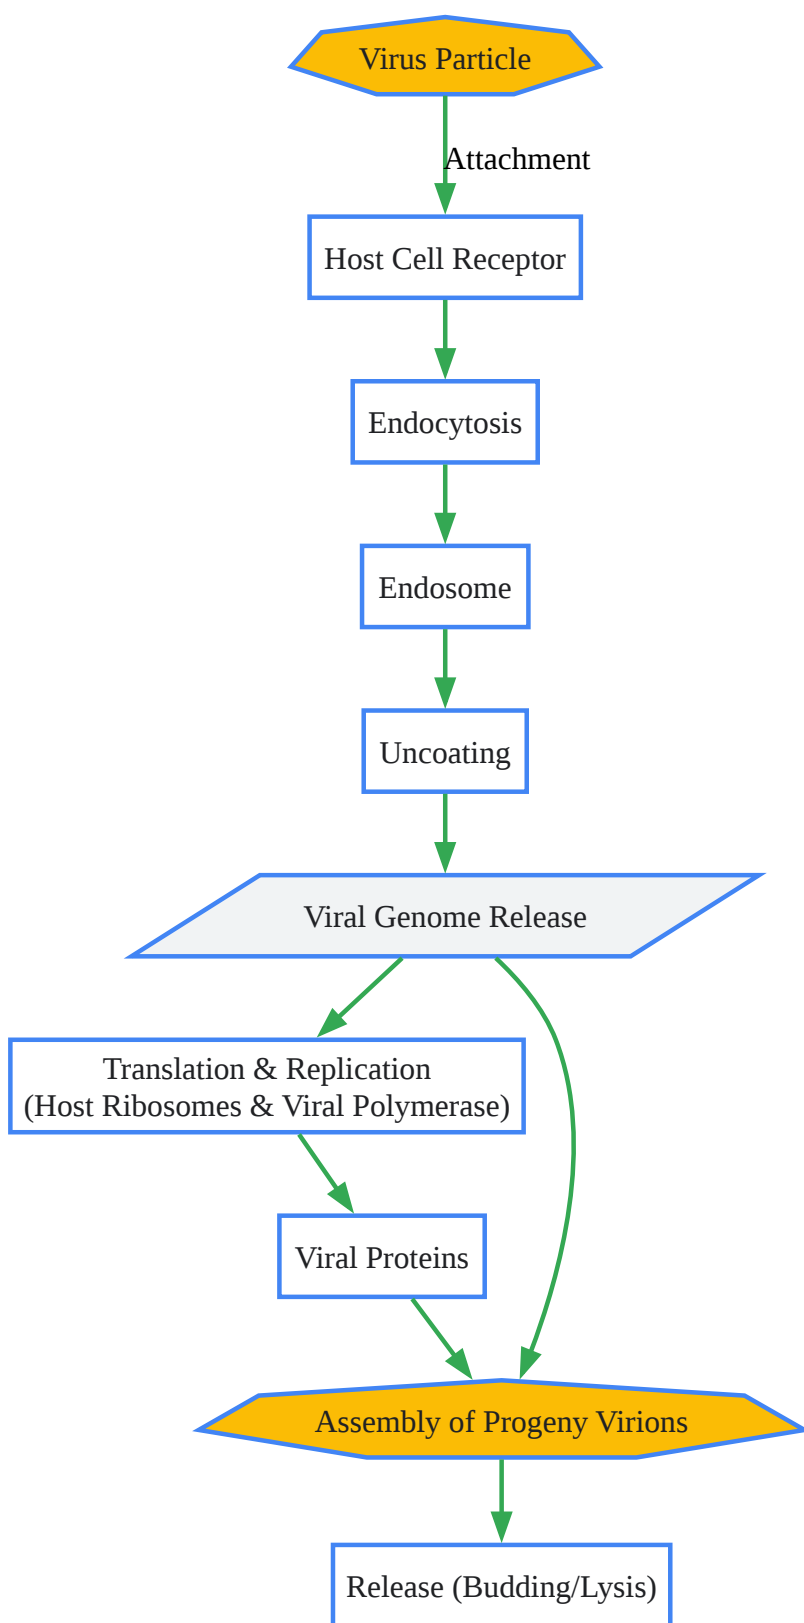 Virus Particle
Attachment
Host Cell Receptor
Endocytosis
Endosome
Uncoating
Viral Genome Release
Translation & Replication
(Host Ribosomes & Viral Polymerase)
Viral Proteins
Assembly of Progeny Virions
Release (Budding/Lysis)